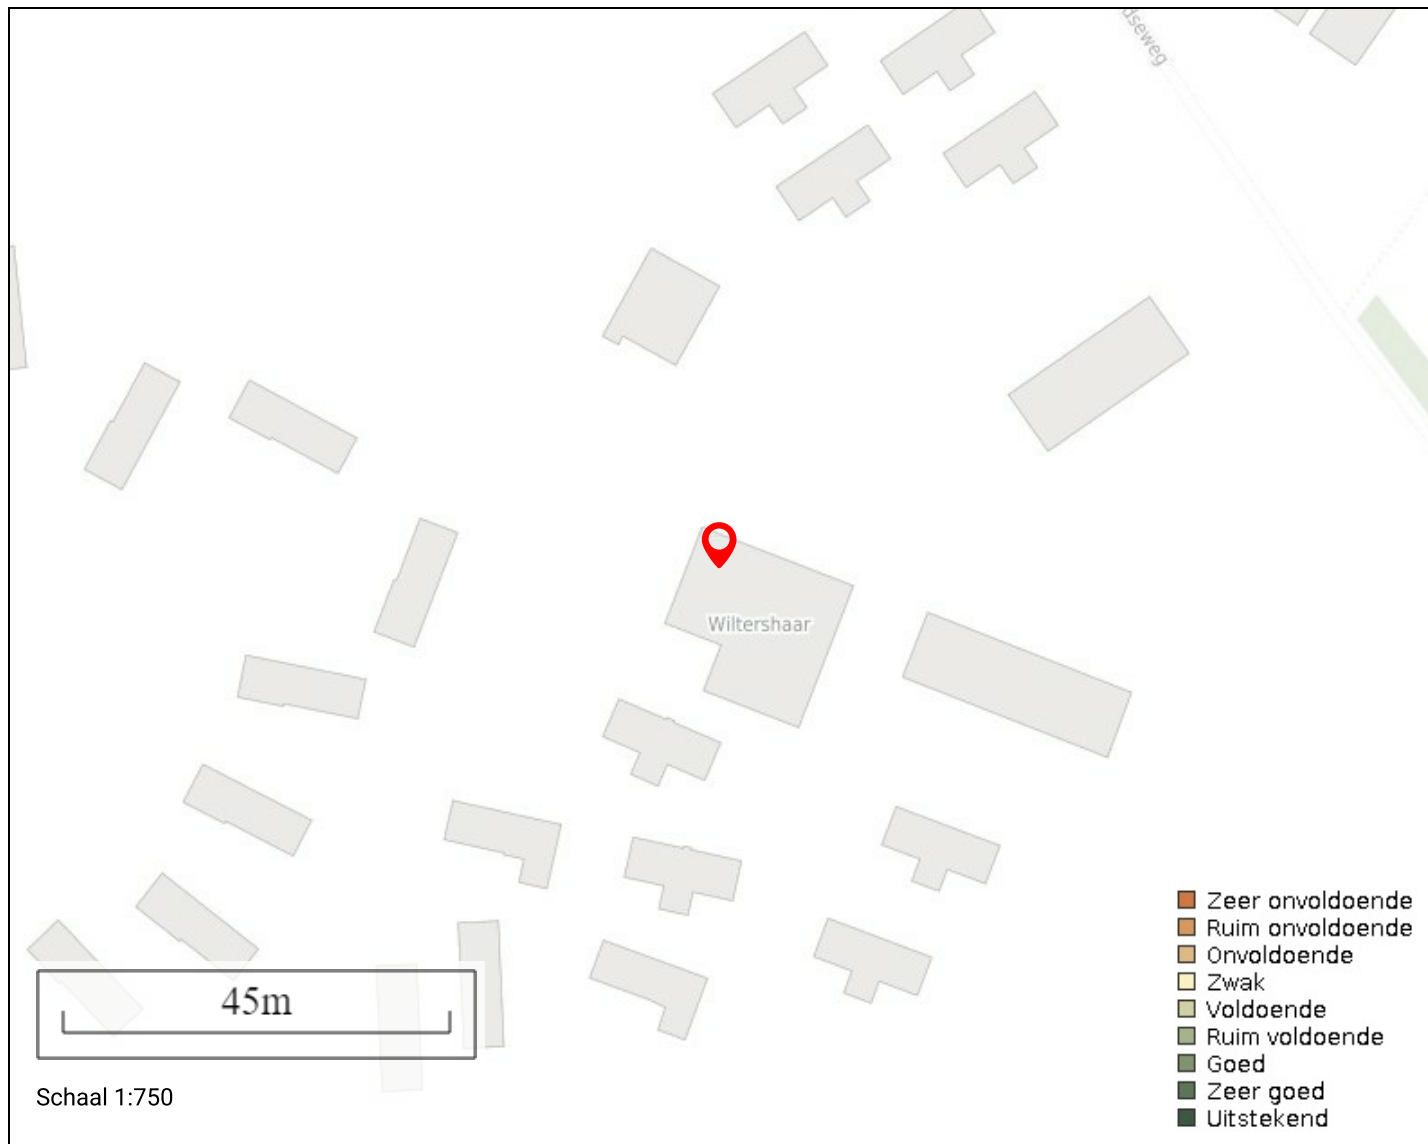 dseweg
Wiltershaar
Zeer onvoldoende
Ruim onvoldoende
Onvoldoende
Zwak
Voldoende
Ruim voldoende
Goed
Zeer goed
Uitstekend
45m
Schaal 1:750